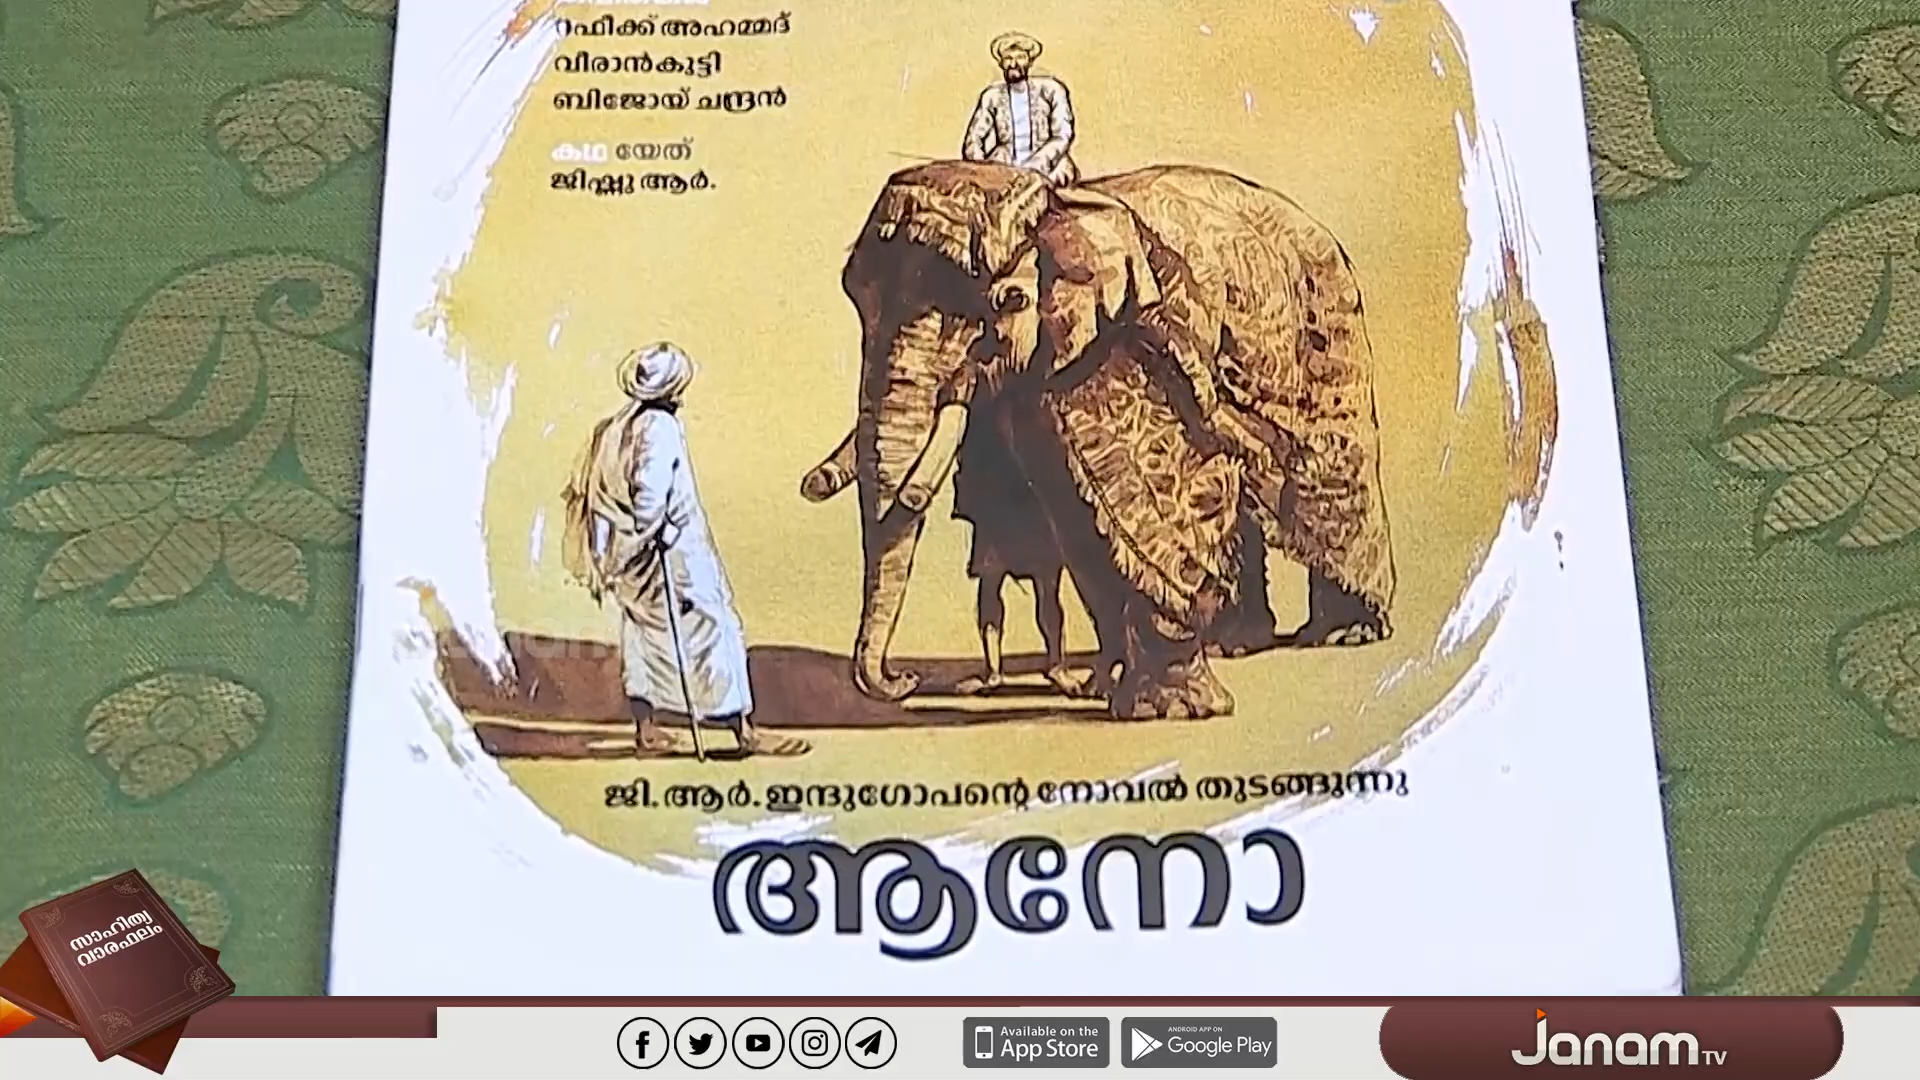 റഫീക്ക് അഹമ്മദ്
വീരാൻകുട്ടി
ബിജോയ് ചന്ദ്രൻ
കഥ യേത്
ജിഷ്ണു ആർ.
ജി.ആർ.ഇന്ദുഗോപന്റെ നോവൽ തുടങ്ങുന്നു
ആനോ
സാഹിത്യ
വാരഫലം
Available on the
App Store
ANDROID APP ON
Google Play
Janam TV